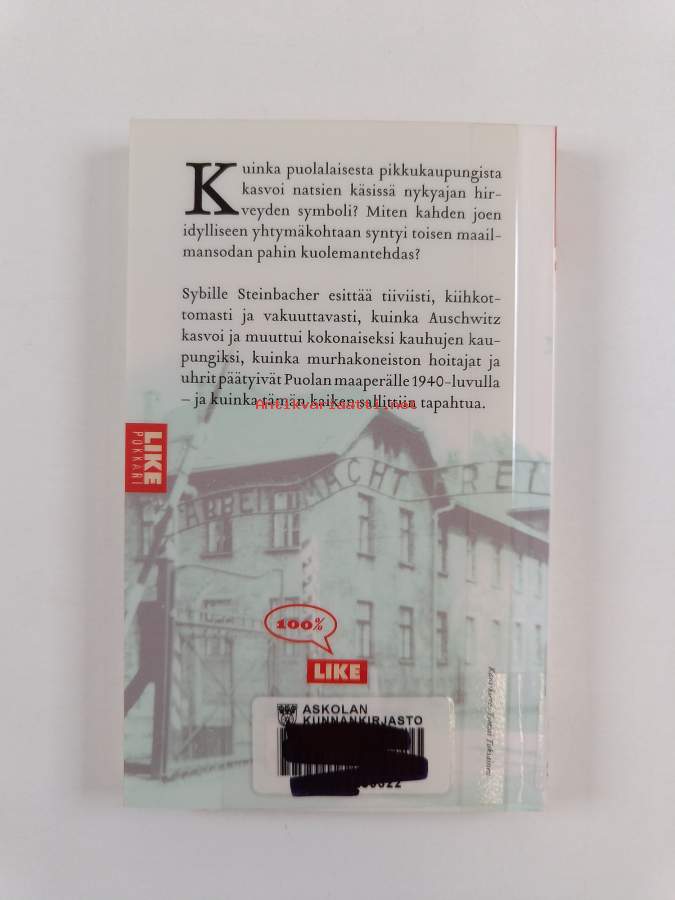 Kuinka puolalaisesta pikkukaupungista
kasvoi natsien käsissä nykyajan hir-
veyden symboli? Miten kahden joen
idylliseen yhtymäkohtaan syntyi toisen maail-
mansodan pahin kuolemantehdas?
Sybille Steinbacher esittää tiiviisti, kiihkot-
tomasti ja vakuuttavasti, kuinka Auschwitz
kasvoi ja muuttui kokonaiseksi kauhujen kau-
pungiksi, kuinka murhakoneiston hoitajat ja
uhrit päätyivät Puolan maaperälle 1940-luvulla
– ja kuinka tämän kaiken sallittiin tapahtua.
Antikvariaatti.net
LIKE
POKKARI
ARBEIT MACHT FREI
100%
LIKE
ASKOLAN
KUNNANKIRJASTO